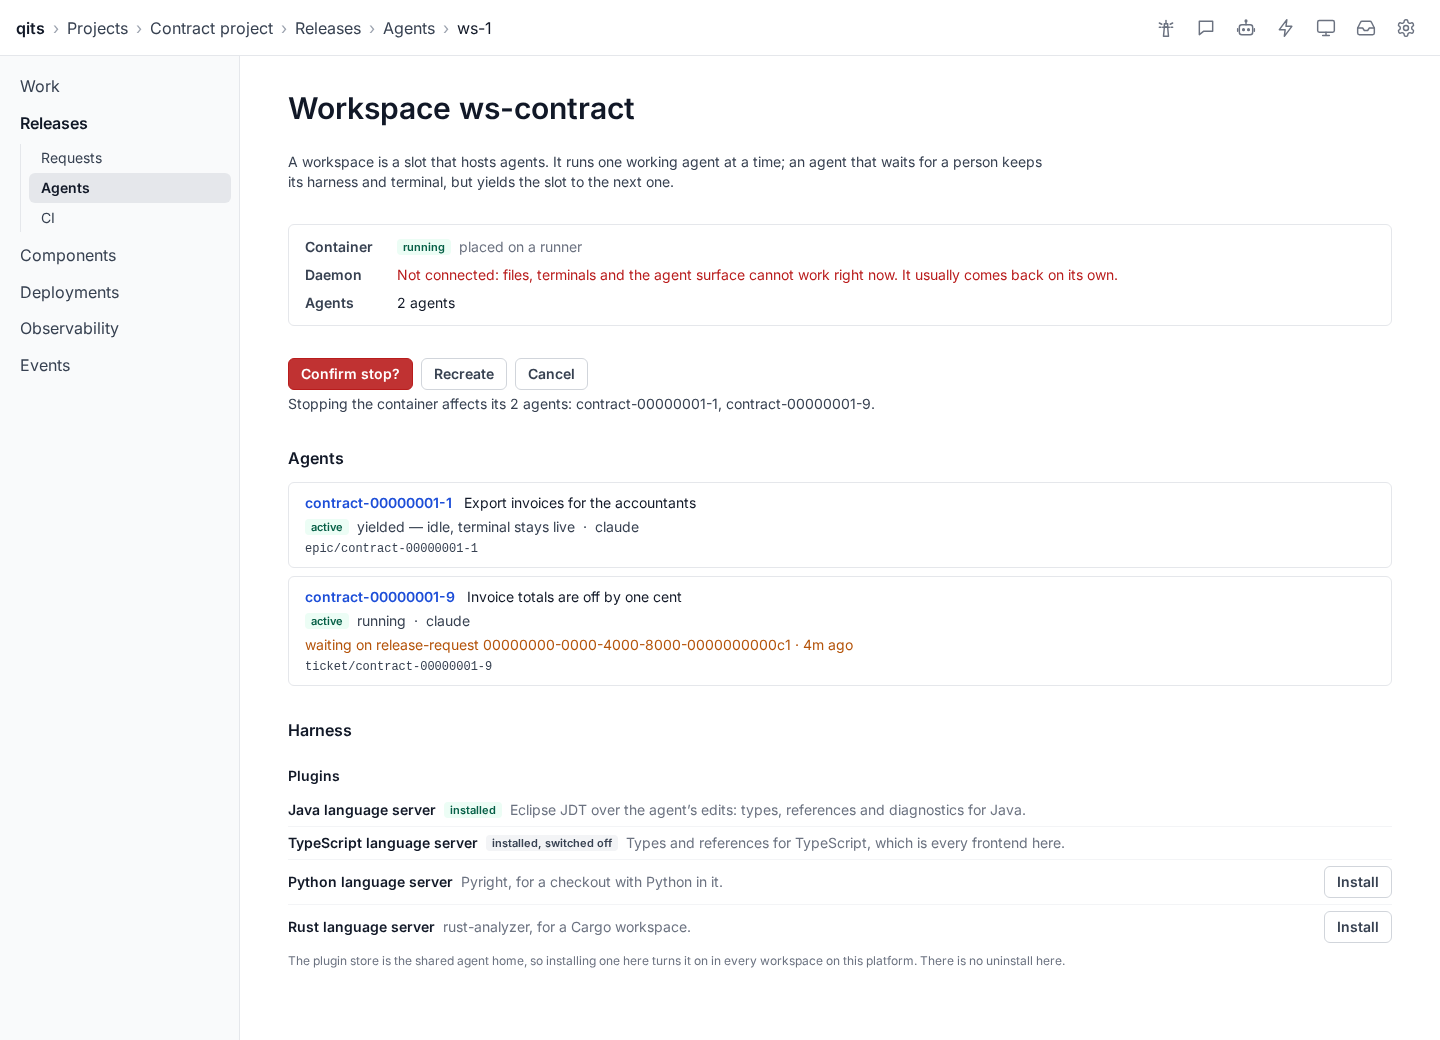 qits › Projects › Contract project › Releases › Agents › ws-1
Work
Releases
Requests
Agents
CI
Components
Deployments
Observability
Events
Workspace ws-contract
A workspace is a slot that hosts agents. It runs one working agent at a time; an agent that waits for a person keeps
its harness and terminal, but yields the slot to the next one.
Container running placed on a runner
Daemon Not connected: files, terminals and the agent surface cannot work right now. It usually comes back on its own.
Agents 2 agents
Confirm stop? Recreate Cancel
Stopping the container affects its 2 agents: contract-00000001-1, contract-00000001-9.
Agents
contract-00000001-1 Export invoices for the accountants
active yielded — idle, terminal stays live · claude
epic/contract-00000001-1
contract-00000001-9 Invoice totals are off by one cent
active running · claude
waiting on release-request 00000000-0000-4000-8000-0000000000c1 · 4m ago
ticket/contract-00000001-9
Harness
Plugins
Java language server installed Eclipse JDT over the agent’s edits: types, references and diagnostics for Java.
TypeScript language server installed, switched off Types and references for TypeScript, which is every frontend here.
Python language server Pyright, for a checkout with Python in it. Install
Rust language server rust-analyzer, for a Cargo workspace. Install
The plugin store is the shared agent home, so installing one here turns it on in every workspace on this platform. There is no uninstall here.